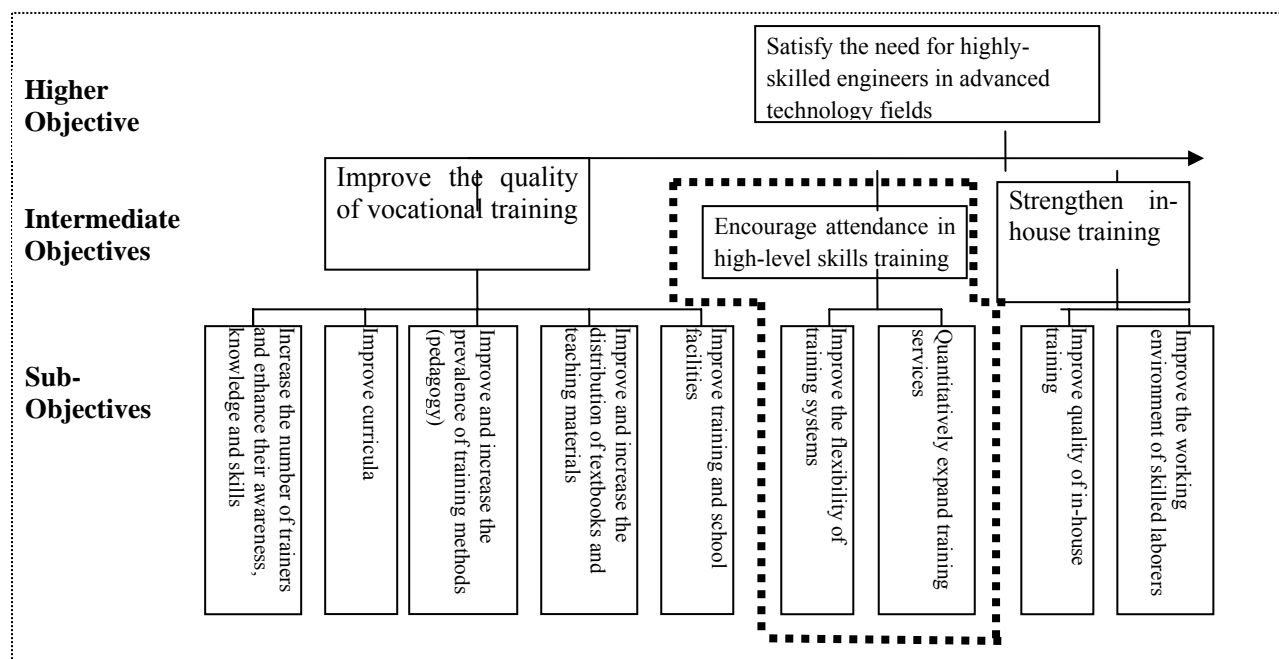 Satisfy the need for highly-
skilled engineers in advanced
technology fields
Higher
Objective
Improve the quality
of vocational training
Intermediate
Objectives
Encourage attendance in
high-level skills training
Strengthen in-
house training
Sub-
Objectives
Increase the number of trainers
and enhance their awareness,
knowledge and skills
Improve curricula
Improve and increase the
prevalence of training methods
(pedagogy)
Improve and increase the
distribution of textbooks and
teaching materials
Improve training and school
facilities
Improve the flexibility of
training systems
Quantitatively expand training
services
Improve quality of in-house
training
Improve the working
environment of skilled laborers